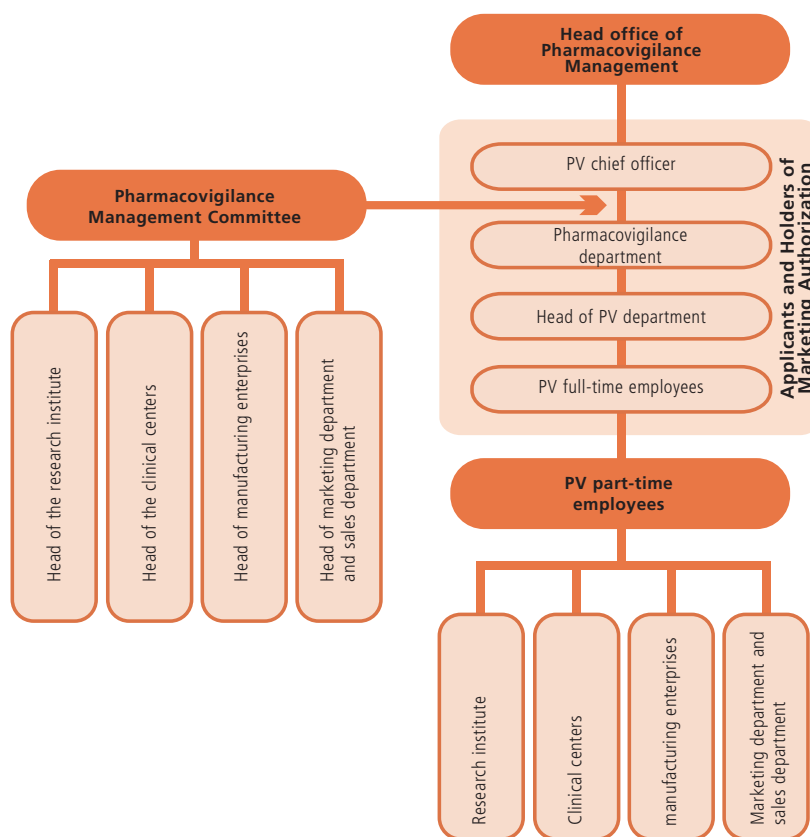 Head office of
Pharmacovigilance
Management
PV chief officer
Pharmacovigilance
Management Committee
Pharmacovigilance
department
Head of PV department
PV full-time employees
Applicants and Holders of
Marketing Authorization
Head of the research institute
Head of the clinical centers
Head of manufacturing enterprises
Head of marketing department
and sales department
PV part-time
employees
Research institute
Clinical centers
manufacturing enterprises
Marketing department and
sales department